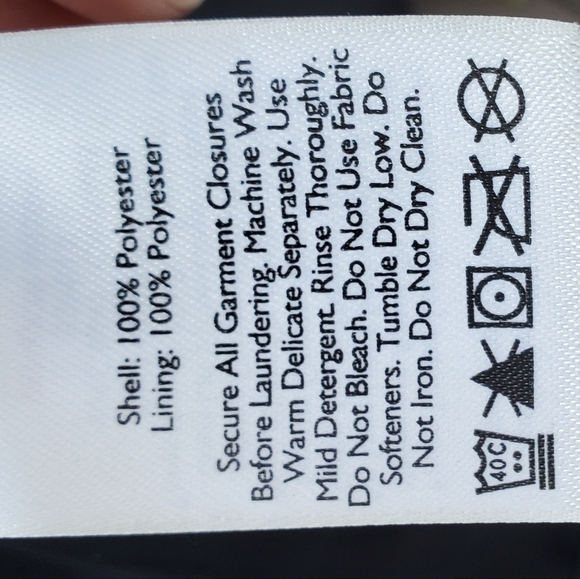 Shell: 100% Polyester
Lining: 100% Polyester
Secure All Garment Closures
Before Laundering. Machine Wash
Warm Delicate Separately. Use
Mild Detergent. Rinse Thoroughly.
Do Not Bleach. Do Not Use Fabric
Softeners. Tumble Dry Low. Do
Not Iron. Do Not Dry Clean.
40C